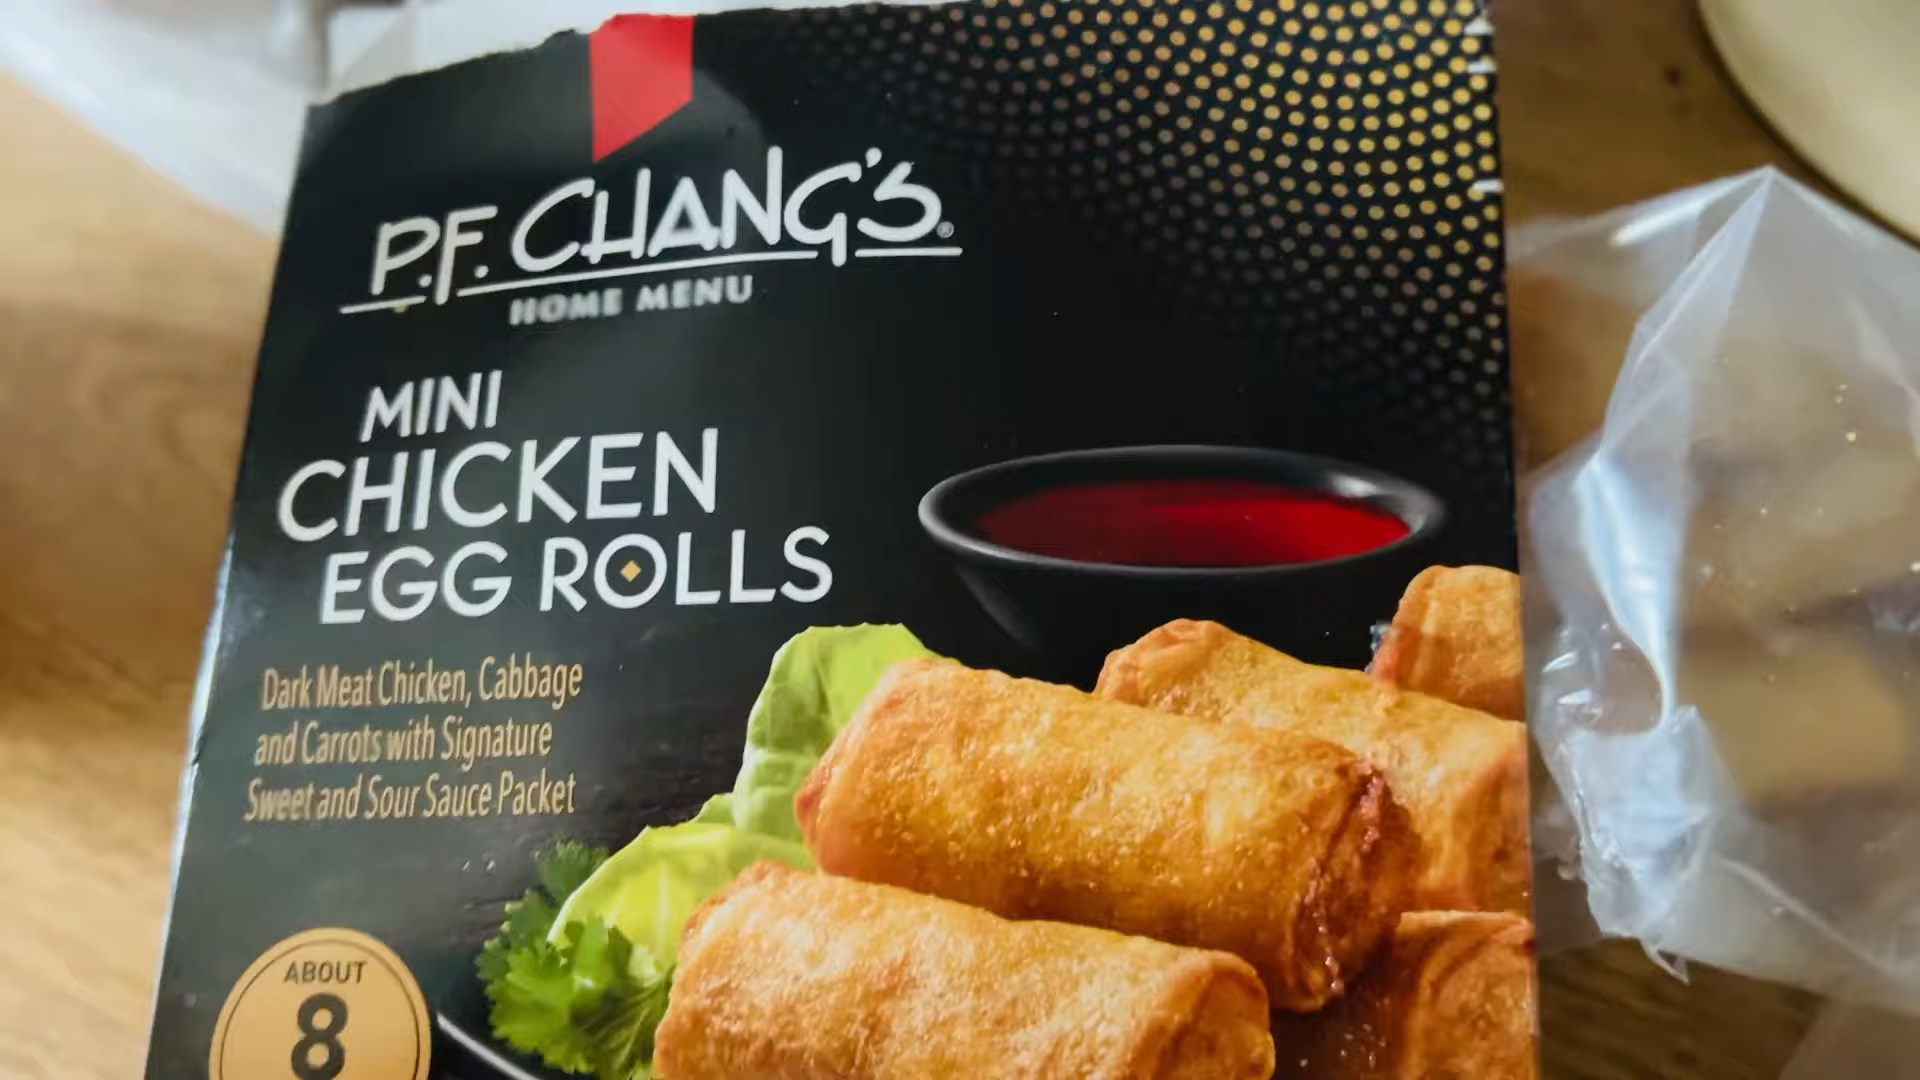 P.F. CHANG'S®
HOME MENU
MINI
CHICKEN
EGG ROLLS
Dark Meat Chicken, Cabbage
and Carrots with Signature
Sweet and Sour Sauce Packet
ABOUT
8